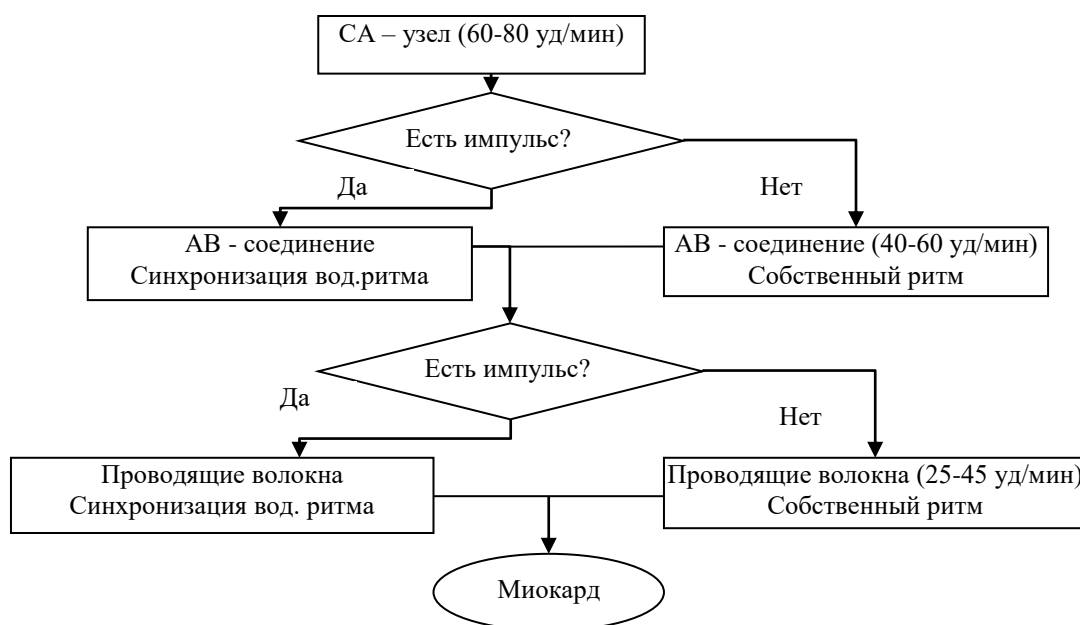 СА – узел (60-80 уд/мин)
Есть импульс?
Да
Нет
АВ - соединение
Синхронизация вод.ритма
АВ - соединение (40-60 уд/мин)
Собственный ритм
Есть импульс?
Да
Нет
Проводящие волокна
Синхронизация вод. ритма
Проводящие волокна (25-45 уд/мин)
Собственный ритм
Миокард